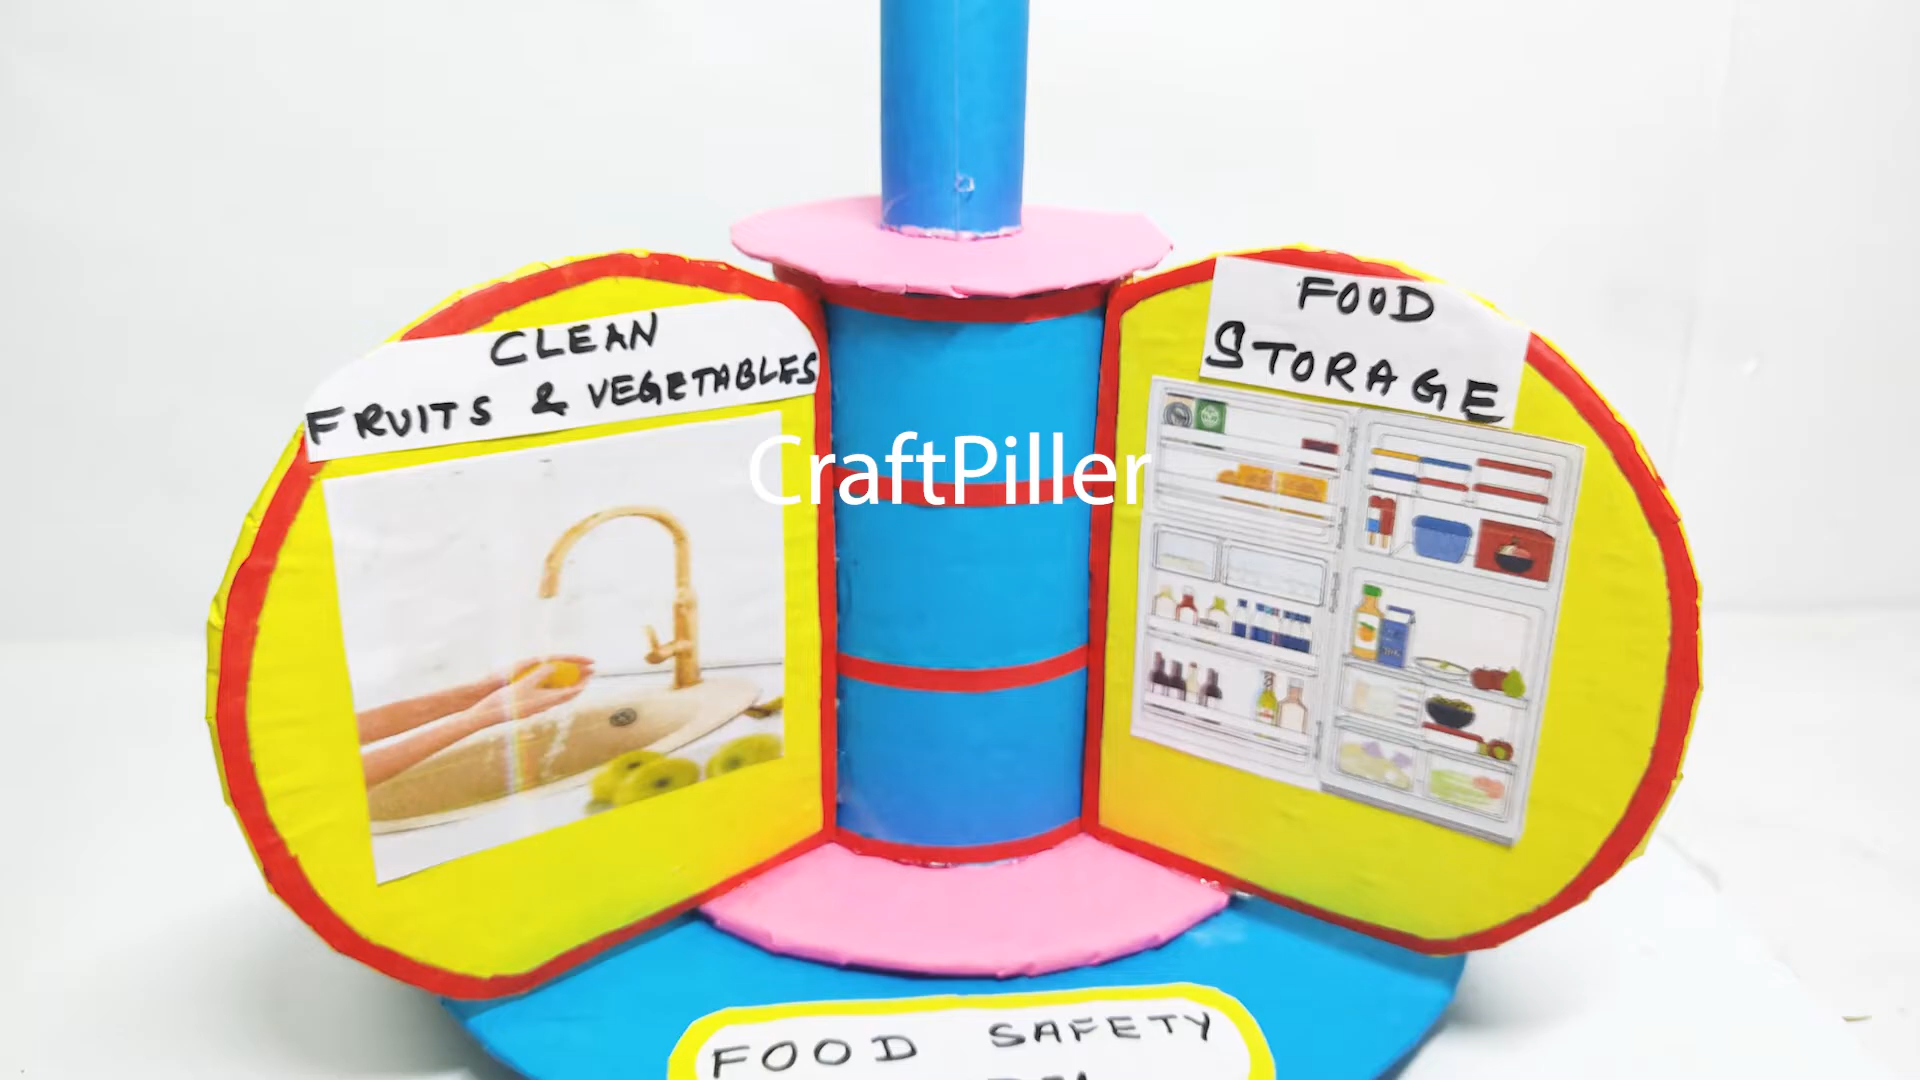 CLEAN
FRUITS & VEGETABLES
FOOD
STORAGE
CraftPiller
FOOD SAFETY